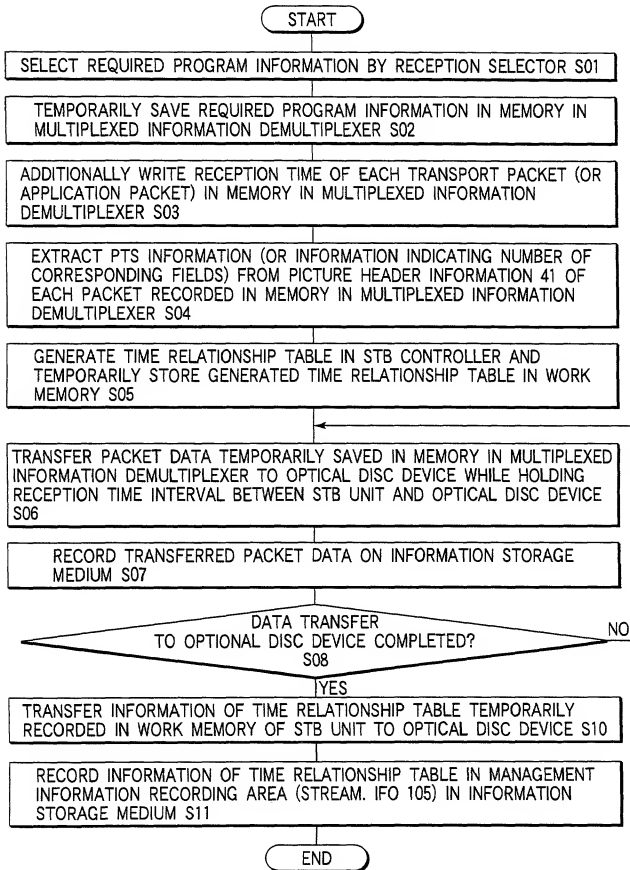 START
SELECT REQUIRED PROGRAM INFORMATION BY RECEPTION SELECTOR S01
TEMPORARILY SAVE REQUIRED PROGRAM INFORMATION IN MEMORY IN
MULTIPLEXED INFORMATION DEMULTIPLEXER S02
ADDITIONALLY WRITE RECEPTION TIME OF EACH TRANSPORT PACKET (OR
APPLICATION PACKET) IN MEMORY IN MULTIPLEXED INFORMATION
DEMULTIPLEXER S03
EXTRACT PTS INFORMATION (OR INFORMATION INDICATING NUMBER OF
CORRESPONDING FIELDS) FROM PICTURE HEADER INFORMATION 41 OF
EACH PACKET RECORDED IN MEMORY IN MULTIPLEXED INFORMATION
DEMULTIPLEXER S04
GENERATE TIME RELATIONSHIP TABLE IN STB CONTROLLER AND
TEMPORARILY STORE GENERATED TIME RELATIONSHIP TABLE IN WORK
MEMORY S05
TRANSFER PACKET DATA TEMPORARILY SAVED IN MEMORY IN MULTIPLEXED
INFORMATION DEMULTIPLEXER TO OPTICAL DISC DEVICE WHILE HOLDING
RECEPTION TIME INTERVAL BETWEEN STB UNIT AND OPTICAL DISC DEVICE
S06
RECORD TRANSFERRED PACKET DATA ON INFORMATION STORAGE
MEDIUM S07
DATA TRANSFER
TO OPTIONAL DISC DEVICE COMPLETED?
S08
NO
YES
TRANSFER INFORMATION OF TIME RELATIONSHIP TABLE TEMPORARILY
RECORDED IN WORK MEMORY OF STB UNIT TO OPTICAL DISC DEVICE S10
RECORD INFORMATION OF TIME RELATIONSHIP TABLE IN MANAGEMENT
INFORMATION RECORDING AREA (STREAM. IFO 105) IN INFORMATION
STORAGE MEDIUM S11
END